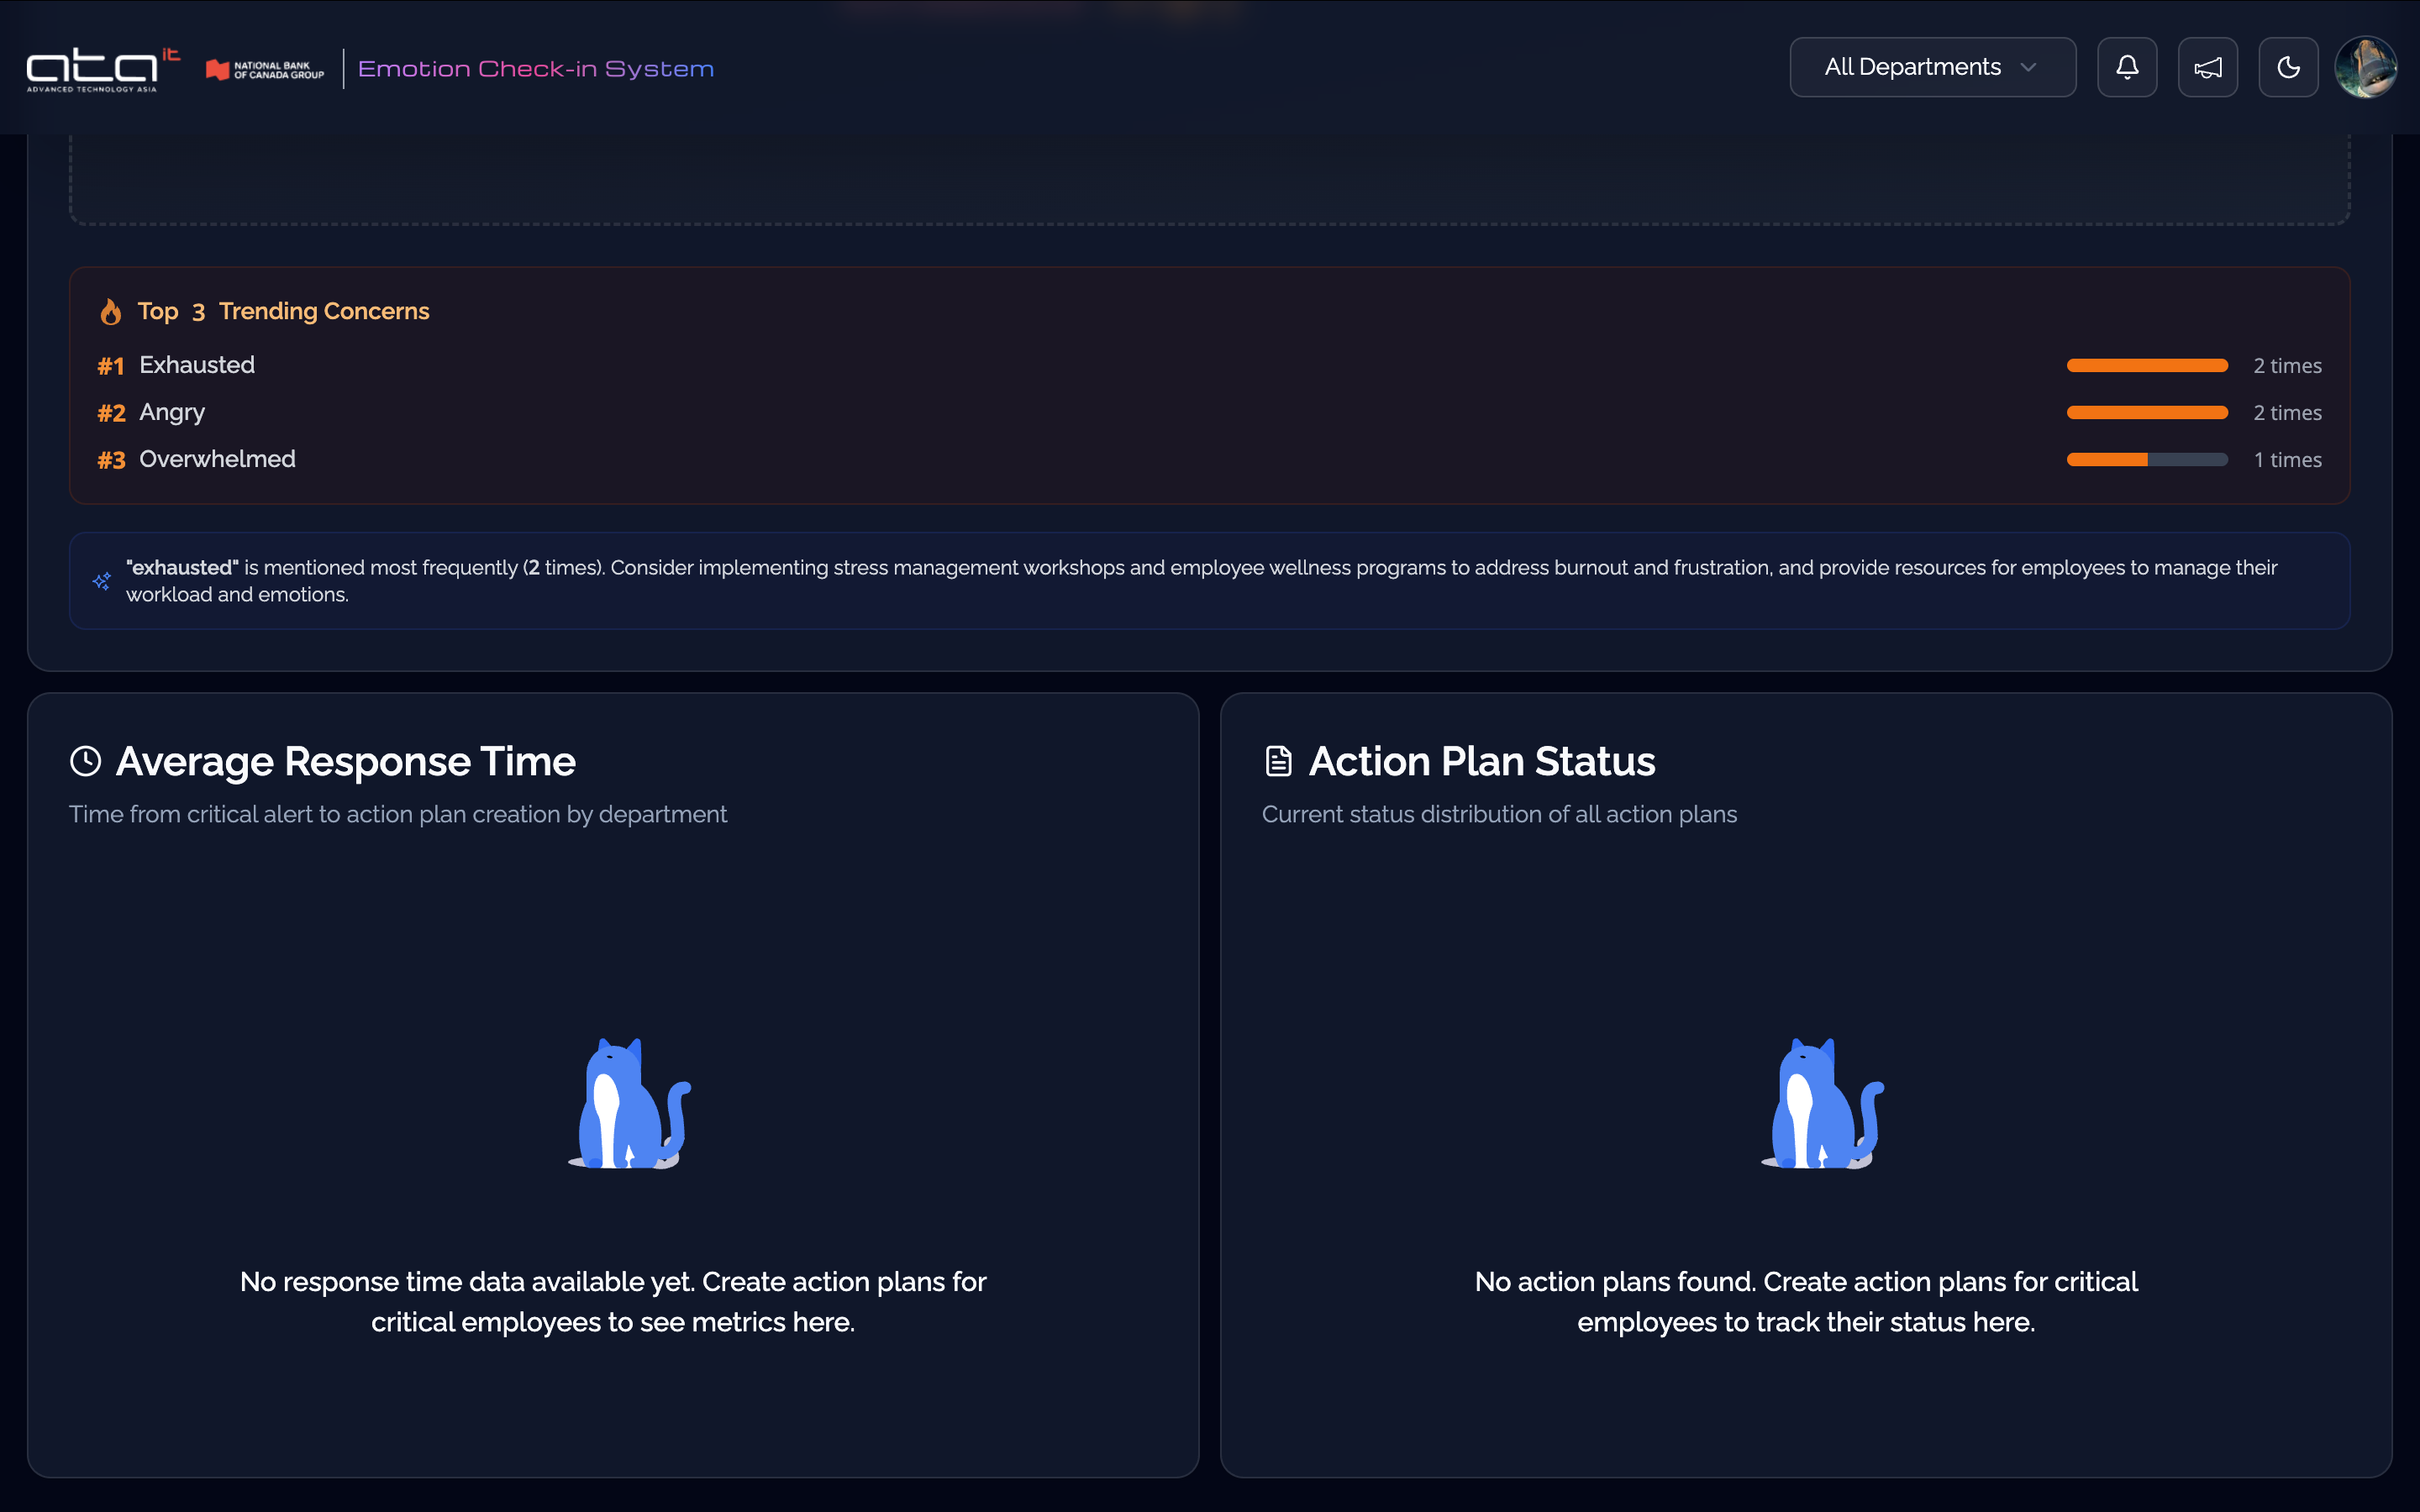 ata it
ADVANCED TECHNOLOGY ASIA
NATIONAL BANK
OF CANADA GROUP
Emotion Check-in System
All Departments
Top 3 Trending Concerns
#1 Exhausted 2 times
#2 Angry 2 times
#3 Overwhelmed 1 times
"exhausted" is mentioned most frequently (2 times). Consider implementing stress management workshops and employee wellness programs to address burnout and frustration, and provide resources for employees to manage their
workload and emotions.
Average Response Time
Time from critical alert to action plan creation by department
No response time data available yet. Create action plans for
critical employees to see metrics here.
Action Plan Status
Current status distribution of all action plans
No action plans found. Create action plans for critical
employees to track their status here.